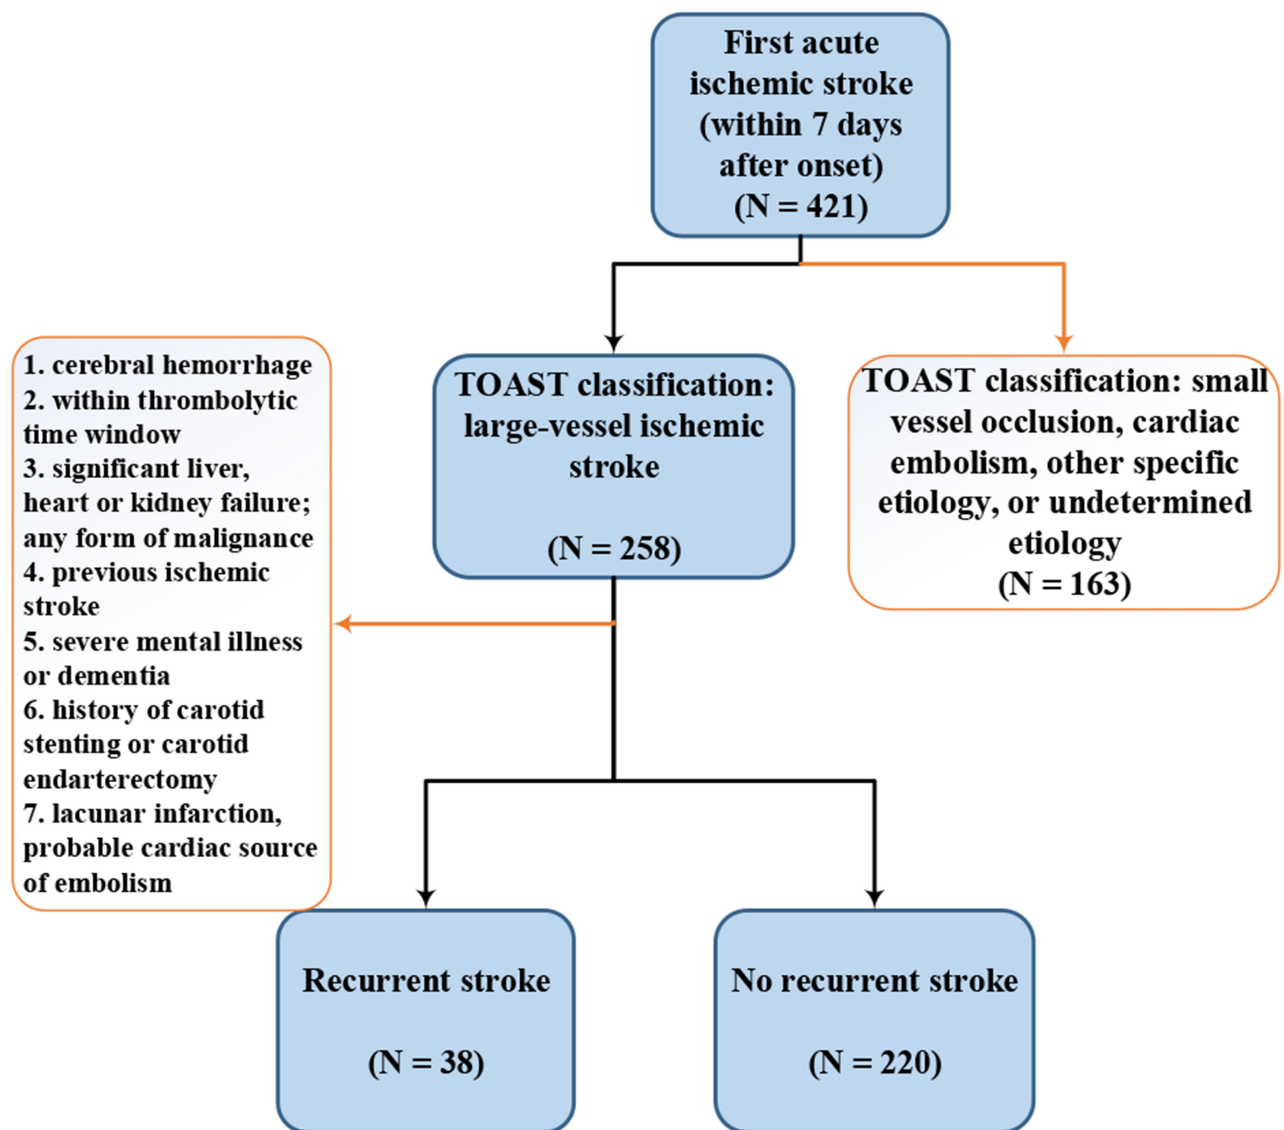 First acute
ischemic stroke
(within 7 days
after onset)
(N = 421)
TOAST classification:
large-vessel ischemic
stroke
(N = 258)
TOAST classification: small
vessel occlusion, cardiac
embolism, other specific
etiology, or undetermined
etiology
(N = 163)
1. cerebral hemorrhage
2. within thrombolytic
time window
3. significant liver,
heart or kidney failure;
any form of malignance
4. previous ischemic
stroke
5. severe mental illness
or dementia
6. history of carotid
stenting or carotid
endarterectomy
7. lacunar infarction,
probable cardiac source
of embolism
Recurrent stroke
(N = 38)
No recurrent stroke
(N = 220)